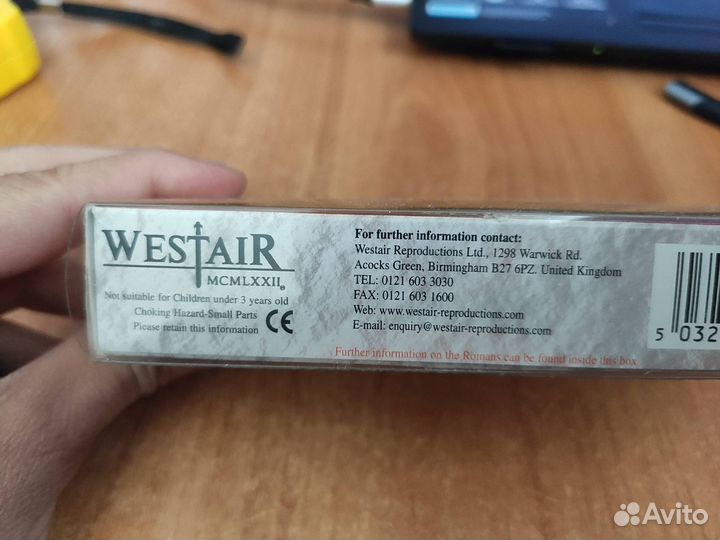 WESTAIR
MCMLXXII
Not suitable for Children under 3 years old
Choking Hazard-Small Parts
Please retain this information
CE
For further information contact:
Westair Reproductions Ltd., 1298 Warwick Rd.
Acocks Green, Birmingham B27 6PZ. United Kingdom
TEL: 0121 603 3030
FAX: 0121 603 1600
Web: www.westair-reproductions.com
E-mail: enquiry@westair-reproductions.com
Further information on the Romans can be found inside this box
5 032
Avito